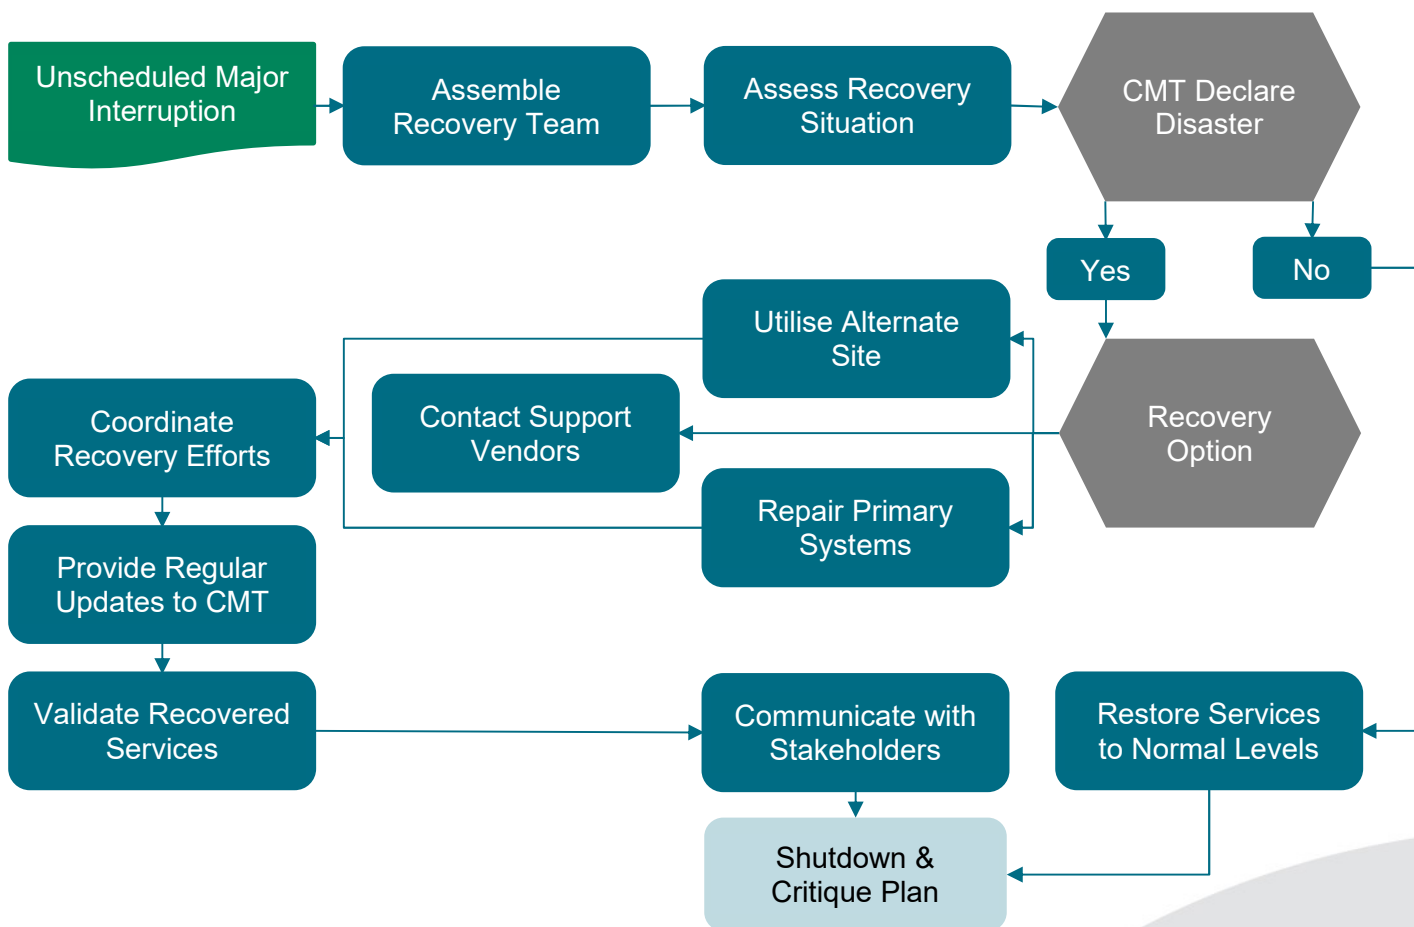 Unscheduled Major
Interruption
Assemble
Recovery Team
Assess Recovery
Situation
CMT Declare
Disaster
Yes
No
Utilise Alternate
Site
Contact Support
Vendors
Recovery
Option
Coordinate
Recovery Efforts
Repair Primary
Systems
Provide Regular
Updates to CMT
Validate Recovered
Services
Communicate with
Stakeholders
Restore Services
to Normal Levels
Shutdown &
Critique Plan